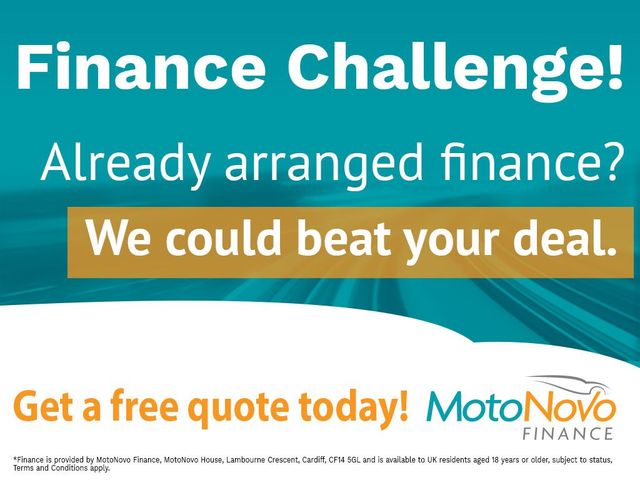 Finance Challenge!
Already arranged finance?
We could beat your deal.
Get a free quote today!
MotoNovo
FINANCE
*Finance is provided by MotoNovo Finance, MotoNovo House, Lambourne Crescent, Cardiff, CF14 5GL and is available to UK residents aged 18 years or older, subject to status,
Terms and Conditions apply.